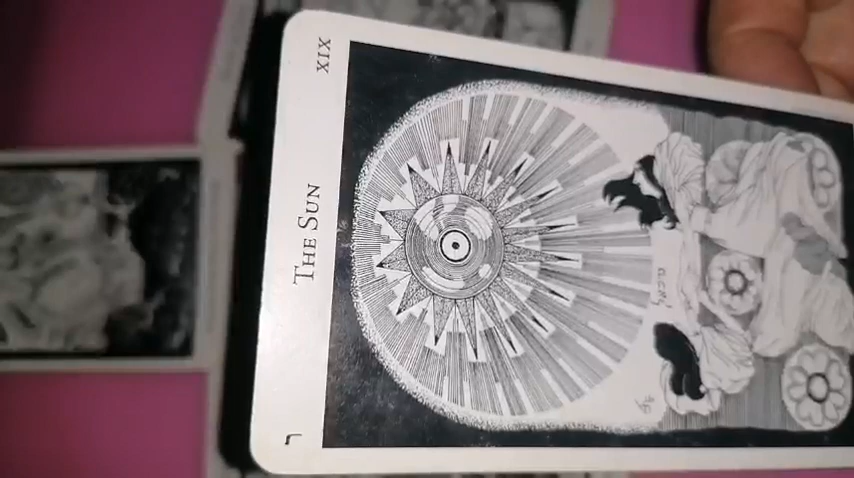 ר THE SUN XIX